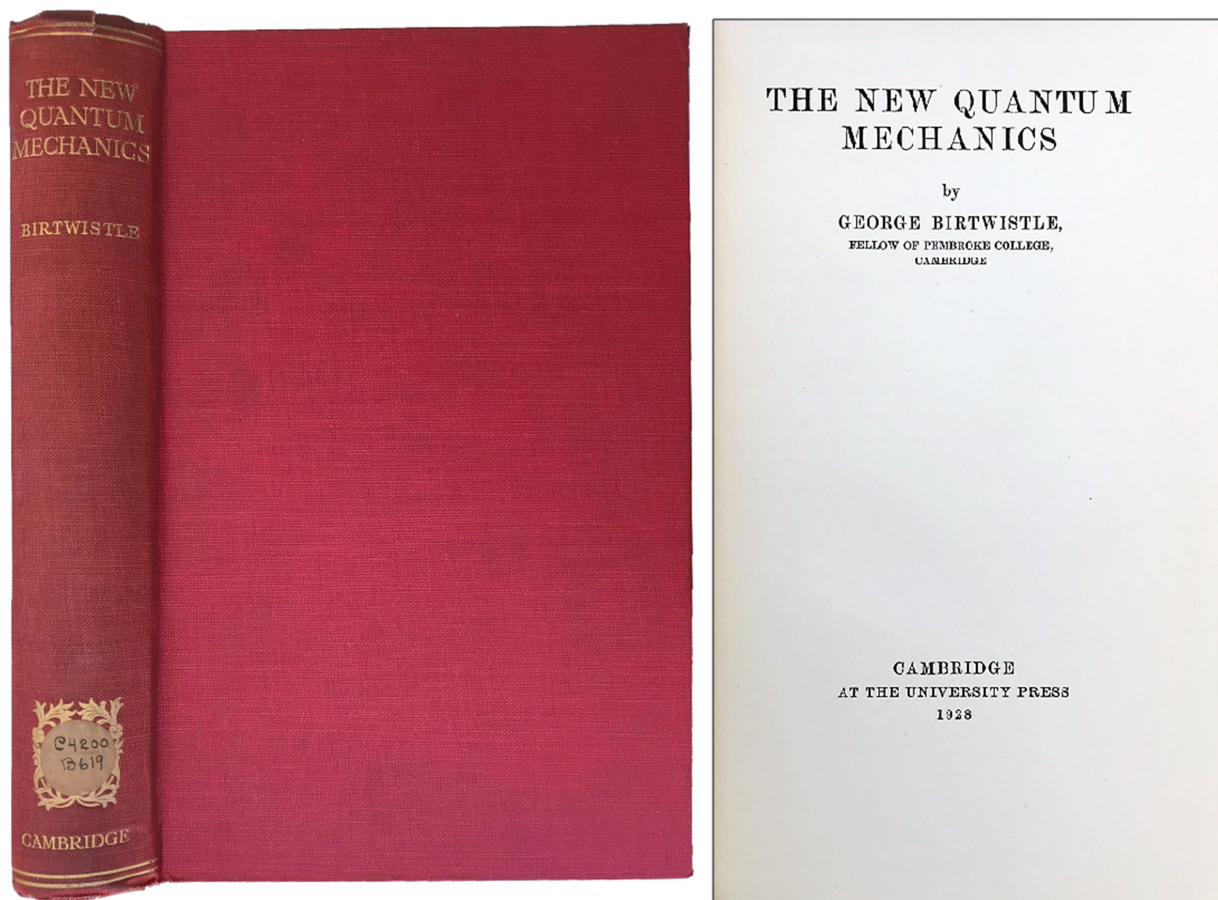 THE NEW
QUANTUM
MECHANICS
BIRTWISTLE
C4200
B619
CAMBRIDGE
THE NEW QUANTUM
MECHANICS
by
GEORGE BIRTWISTLE,
FELLOW OF PEMBROKE COLLEGE,
CAMBRIDGE
CAMBRIDGE
AT THE UNIVERSITY PRESS
1928